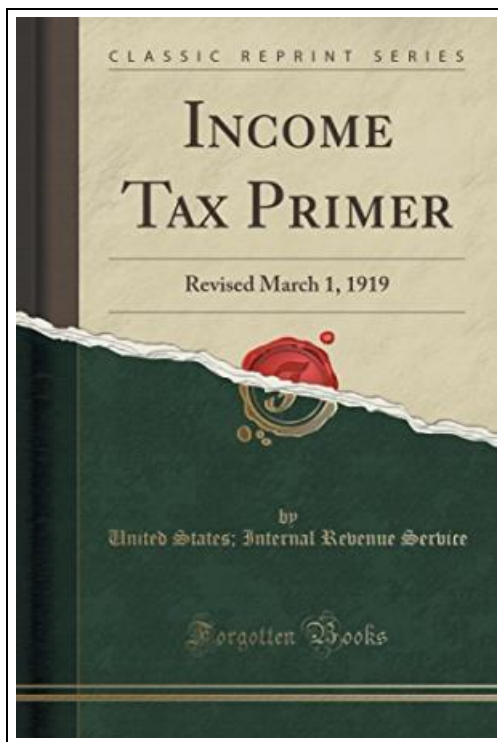 CLASSIC REPRINT SERIES
INCOME
TAX PRIMER
Revised March 1, 1919
by
United States; Internal Revenue Service
Forgotten Books